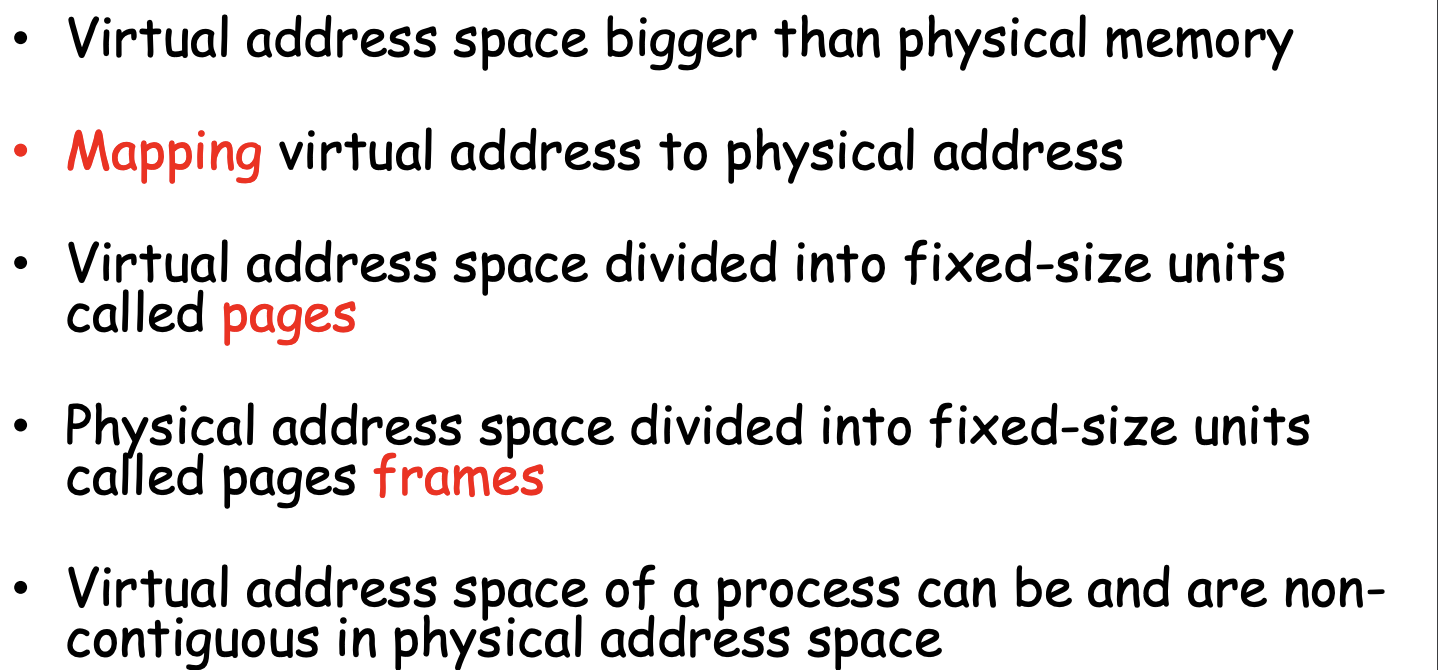 • Virtual address space bigger than physical memory
• Mapping virtual address to physical address
• Virtual address space divided into fixed-size units
called pages
• Physical address space divided into fixed-size units
called pages frames
• Virtual address space of a process can be and are non-
contiguous in physical address space